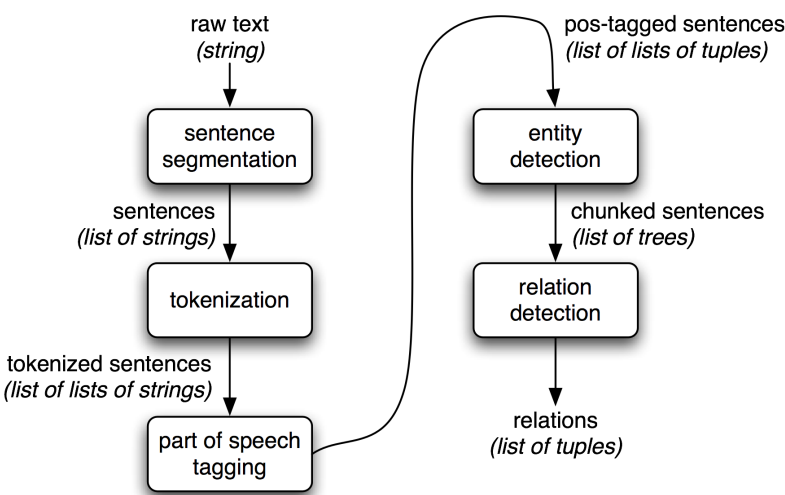 raw text
(string)
sentence
segmentation
sentences
(list of strings)
tokenization
tokenized sentences
(list of lists of strings)
part of speech
tagging
pos-tagged sentences
(list of lists of tuples)
entity
detection
chunked sentences
(list of trees)
relation
detection
relations
(list of tuples)